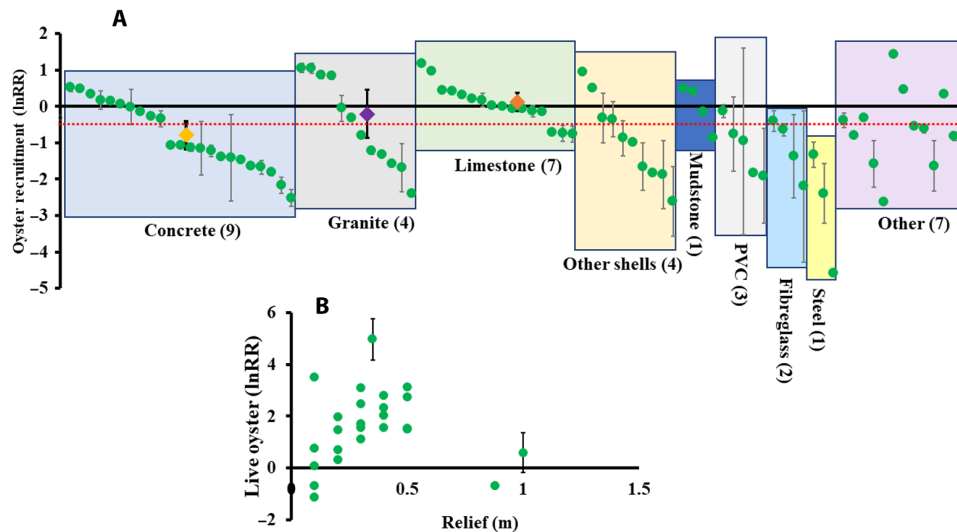 A
Oyster recruitment (lnRR)
2
1
0
−1
−2
−3
−4
−5
Concrete (9)
Granite (4)
Limestone (7)
Other shells (4)
Mudstone (1)
PVC (3)
Fibreglass (2)
Steel (1)
Other (7)
B
Live oyster (lnRR)
6
4
2
0
−2
0
0.5
1
1.5
Relief (m)